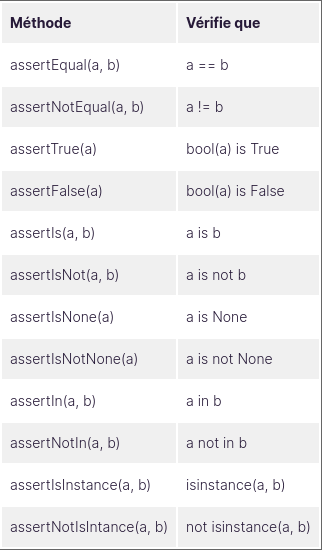 Méthode Vérifie que
assertEqual(a, b) a == b
assertNotEqual(a, b) a != b
assertTrue(a) bool(a) is True
assertFalse(a) bool(a) is False
assertIs(a, b) a is b
assertIsNot(a, b) a is not b
assertIsNone(a) a is None
assertIsNotNone(a) a is not None
assertIn(a, b) a in b
assertNotIn(a, b) a not in b
assertIsInstance(a, b) isinstance(a, b)
assertNotIsIntance(a, b) not isinstance(a, b)